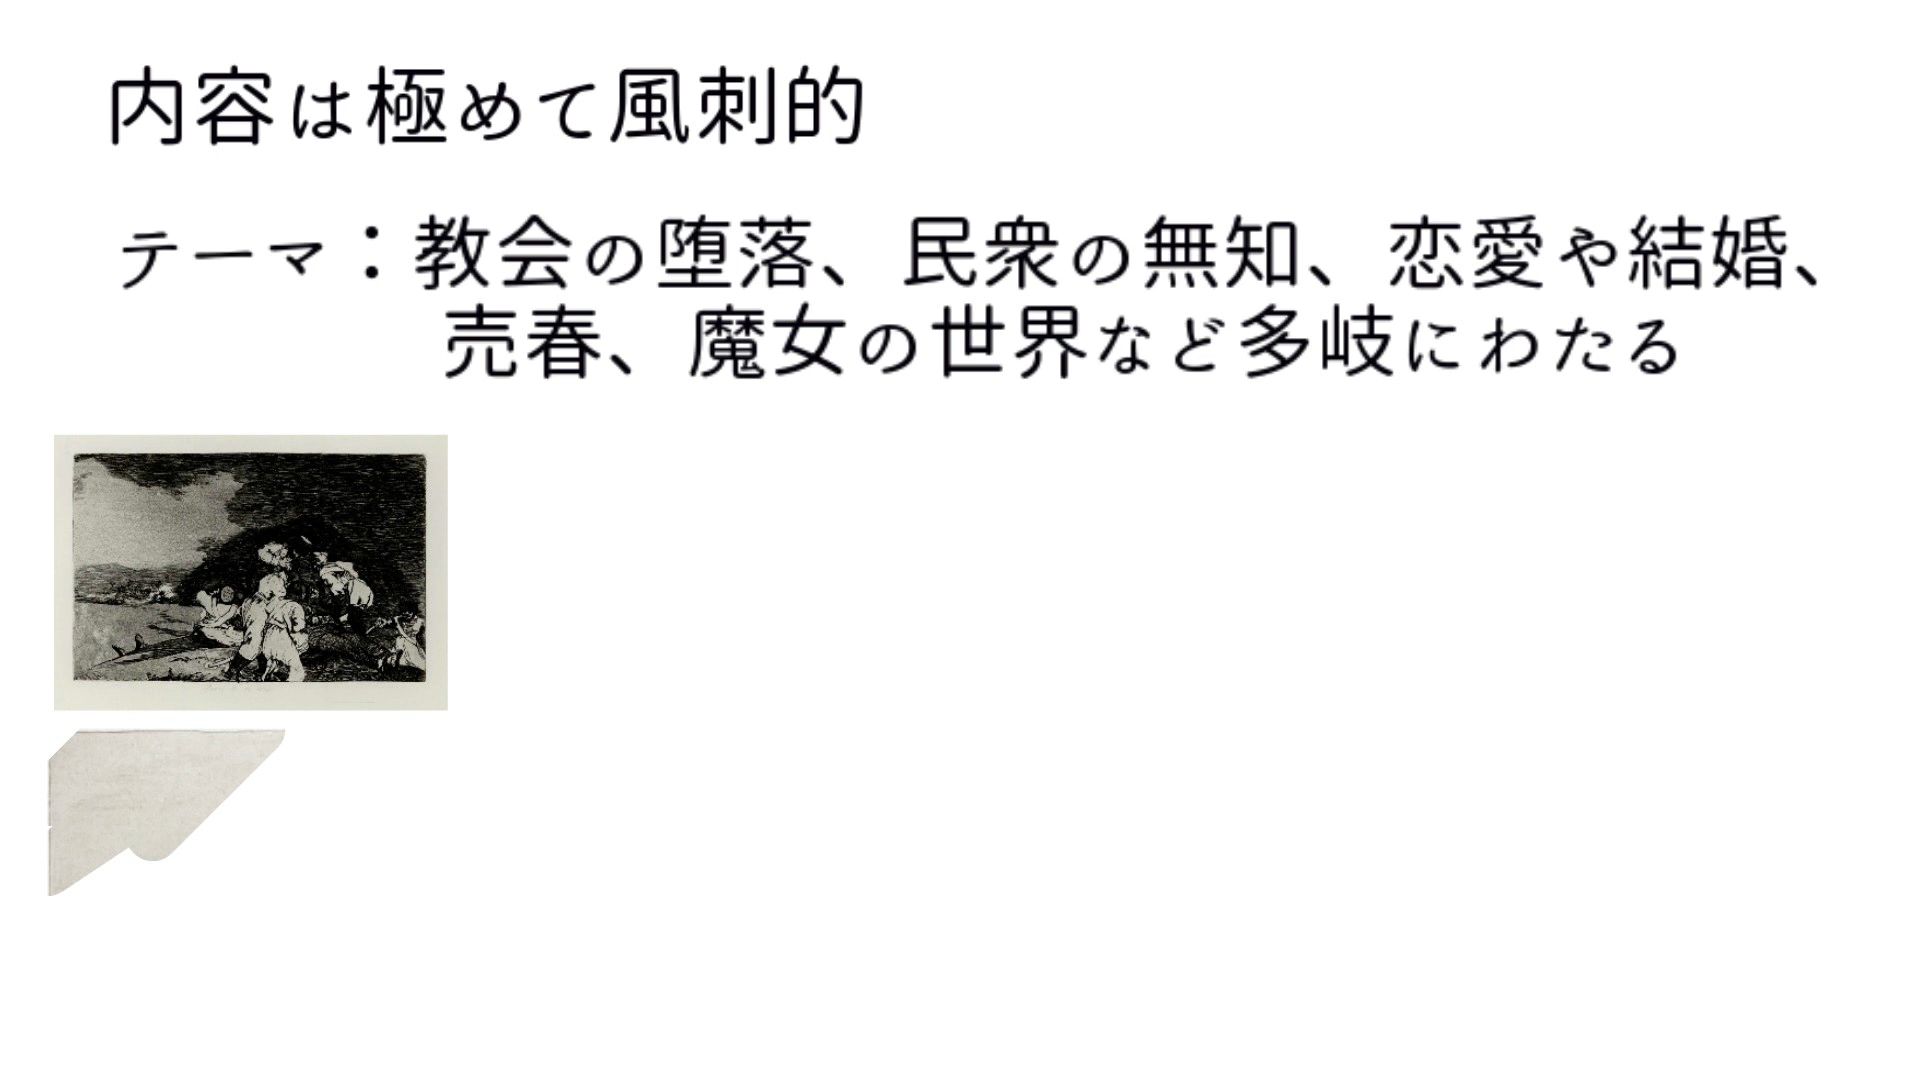 内容は極めて風刺的
テーマ：教会の堕落、民衆の無知、恋愛や結婚、
売春、魔女の世界など多岐にわたる